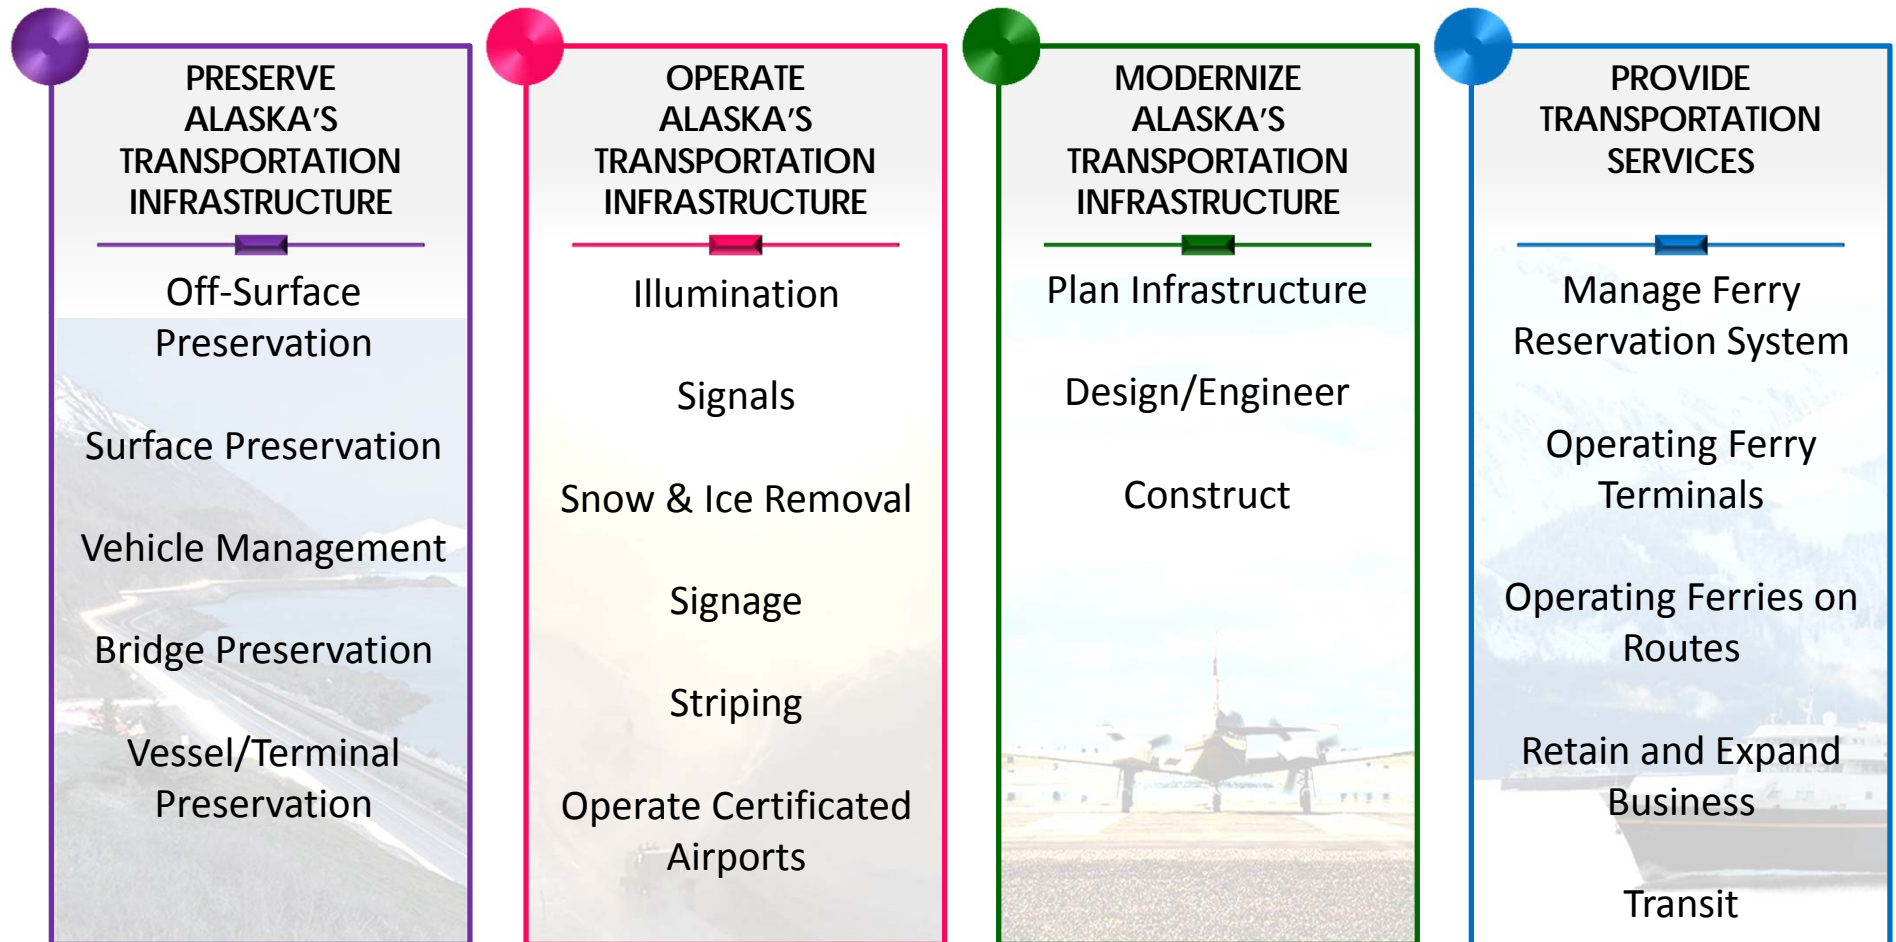 PRESERVE
ALASKA’S
TRANSPORTATION
INFRASTRUCTURE
Off-Surface
Preservation
Surface Preservation
Vehicle Management
Bridge Preservation
Vessel/Terminal
Preservation
OPERATE
ALASKA’S
TRANSPORTATION
INFRASTRUCTURE
Illumination
Signals
Snow & Ice Removal
Signage
Striping
Operate Certificated
Airports
MODERNIZE
ALASKA’S
TRANSPORTATION
INFRASTRUCTURE
Plan Infrastructure
Design/Engineer
Construct
PROVIDE
TRANSPORTATION
SERVICES
Manage Ferry
Reservation System
Operating Ferry
Terminals
Operating Ferries on
Routes
Retain and Expand
Business
Transit